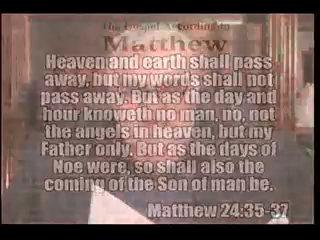 The Gospel According to
Matthew
Heaven and earth shall pass
away, but my words shall not
pass away. But as the day and
hour knoweth no man, no, not
the angels in heaven, but my
Father only. But as the days of
Noe were, so shall also the
coming of the Son of man be.
Matthew 24:35-37